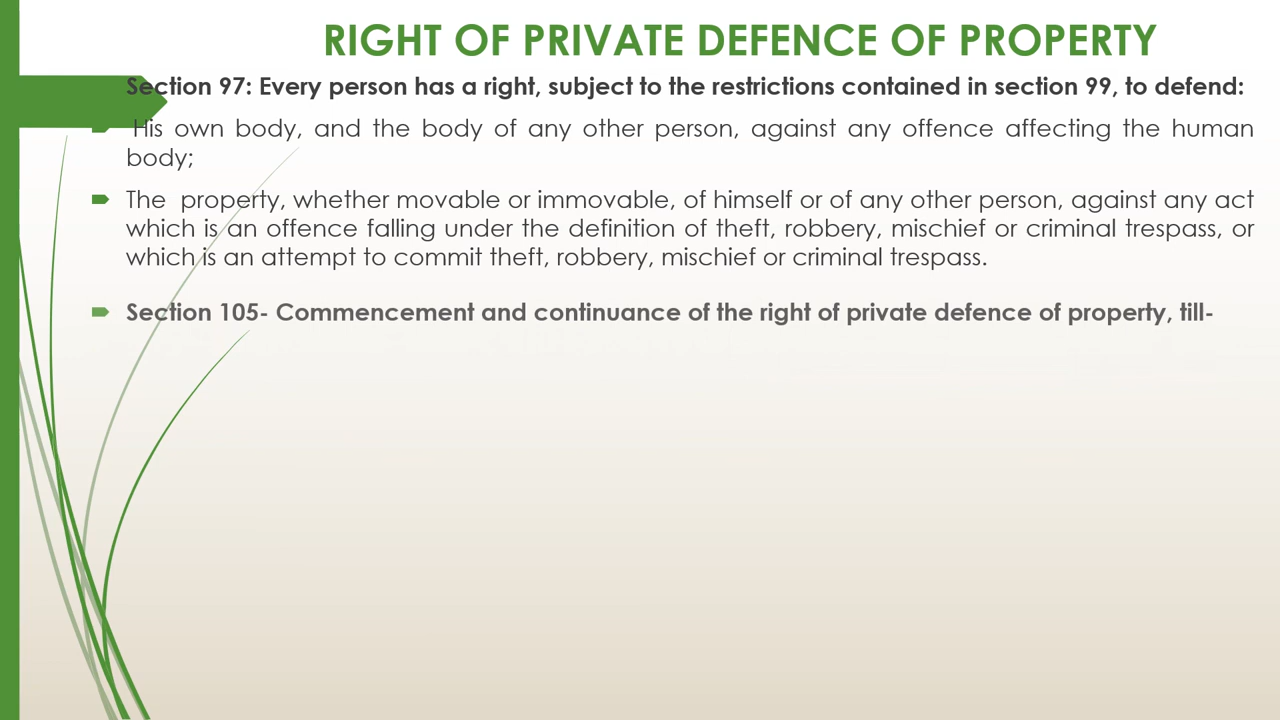 RIGHT OF PRIVATE DEFENCE OF PROPERTY
Section 97: Every person has a right, subject to the restrictions contained in section 99, to defend:
His own body, and the body of any other person, against any offence affecting the human
body;
The property, whether movable or immovable, of himself or of any other person, against any act
which is an offence falling under the definition of theft, robbery, mischief or criminal trespass, or
which is an attempt to commit theft, robbery, mischief or criminal trespass.
Section 105- Commencement and continuance of the right of private defence of property, till-